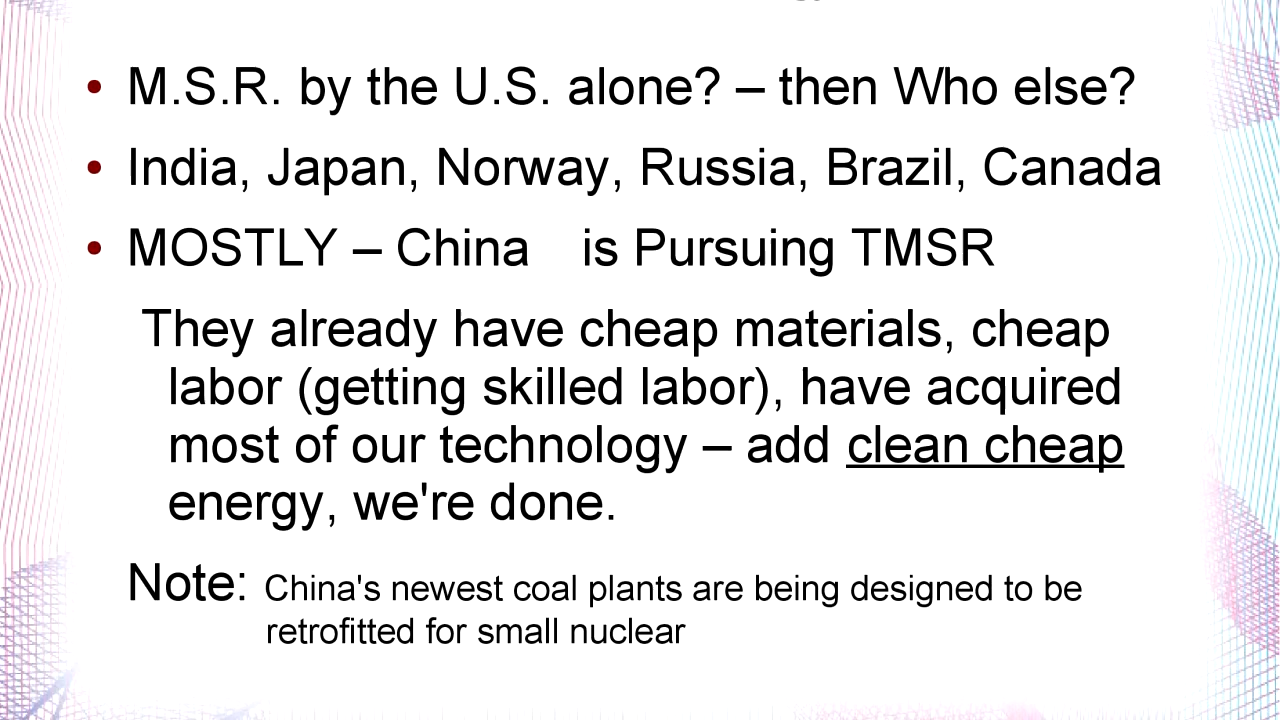 • M.S.R. by the U.S. alone? – then Who else?
• India, Japan, Norway, Russia, Brazil, Canada
• MOSTLY – China is Pursuing TMSR
They already have cheap materials, cheap
labor (getting skilled labor), have acquired
most of our technology – add clean cheap
energy, we're done.
Note: China's newest coal plants are being designed to be
retrofitted for small nuclear